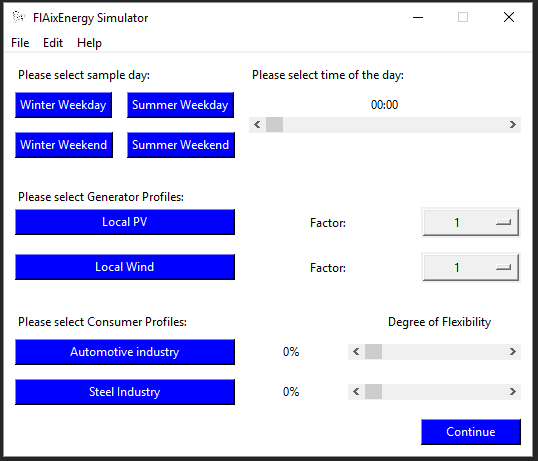 FlAixEnergy Simulator
File Edit Help
Please select sample day: Please select time of the day:
Winter Weekday Summer Weekday 00:00
Winter Weekend Summer Weekend
Please select Generator Profiles:
Local PV Factor: 1
Local Wind Factor: 1
Please select Consumer Profiles: Degree of Flexibility
Automotive industry 0%
Steel Industry 0%
Continue